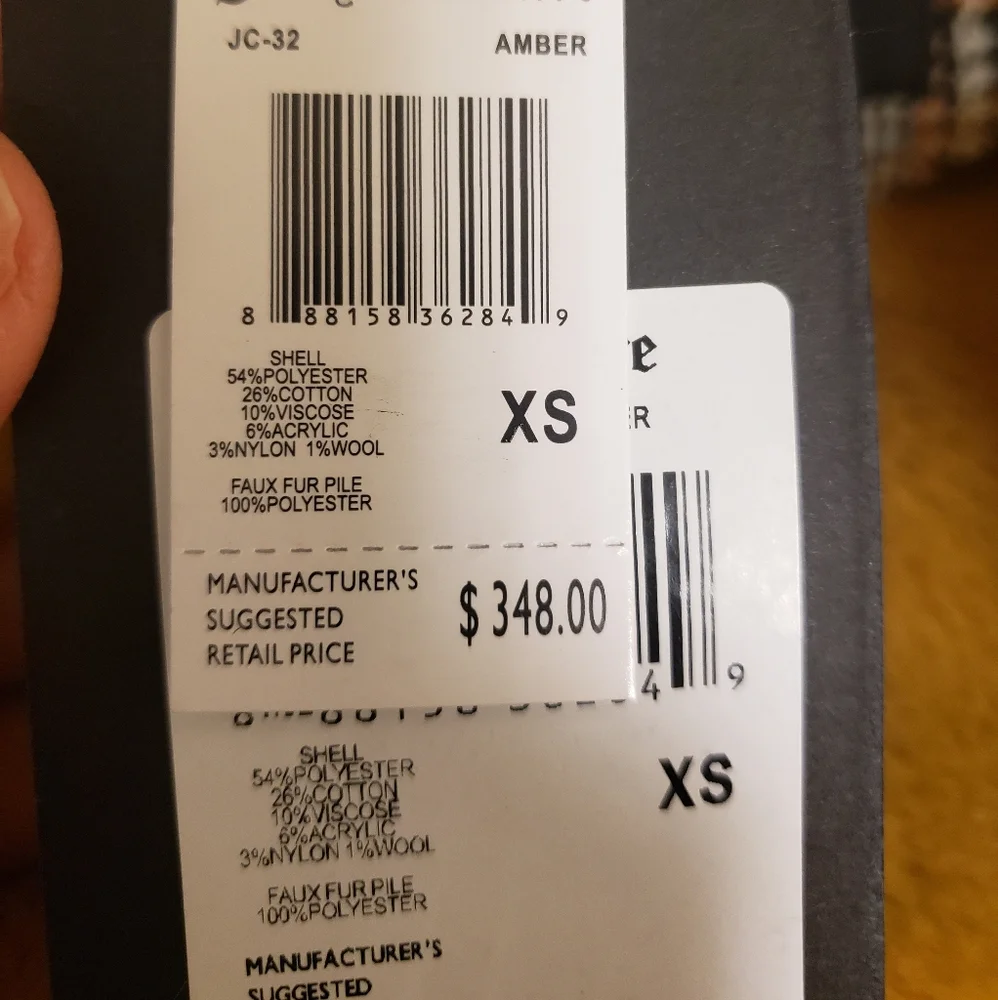 JC-32 AMBER
8 88158 36284 9
SHELL
54%POLYESTER
26%COTTON
10%VISCOSE
6%ACRYLIC
3%NYLON 1%WOOL
XS
FAUX FUR PILE
100%POLYESTER
MANUFACTURER'S
SUGGESTED
RETAIL PRICE
$ 348.00
e
R
4 9
SHELL
54%POLYESTER
26%COTTON
10%VISCOSE
6%ACRYLIC
3%NYLON 1%WOOL
XS
FAUX FUR PILE
100%POLYESTER
MANUFACTURER'S
SUGGESTED